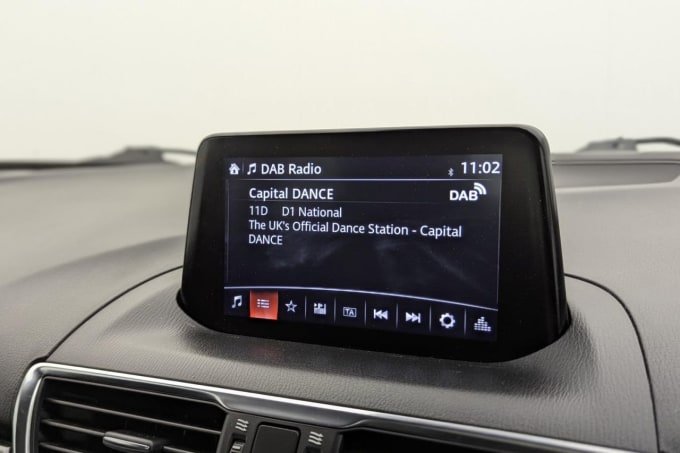 DAB Radio 11:02
Capital DANCE DAB
11D D1 National
The UK's Official Dance Station - Capital
DANCE
TA